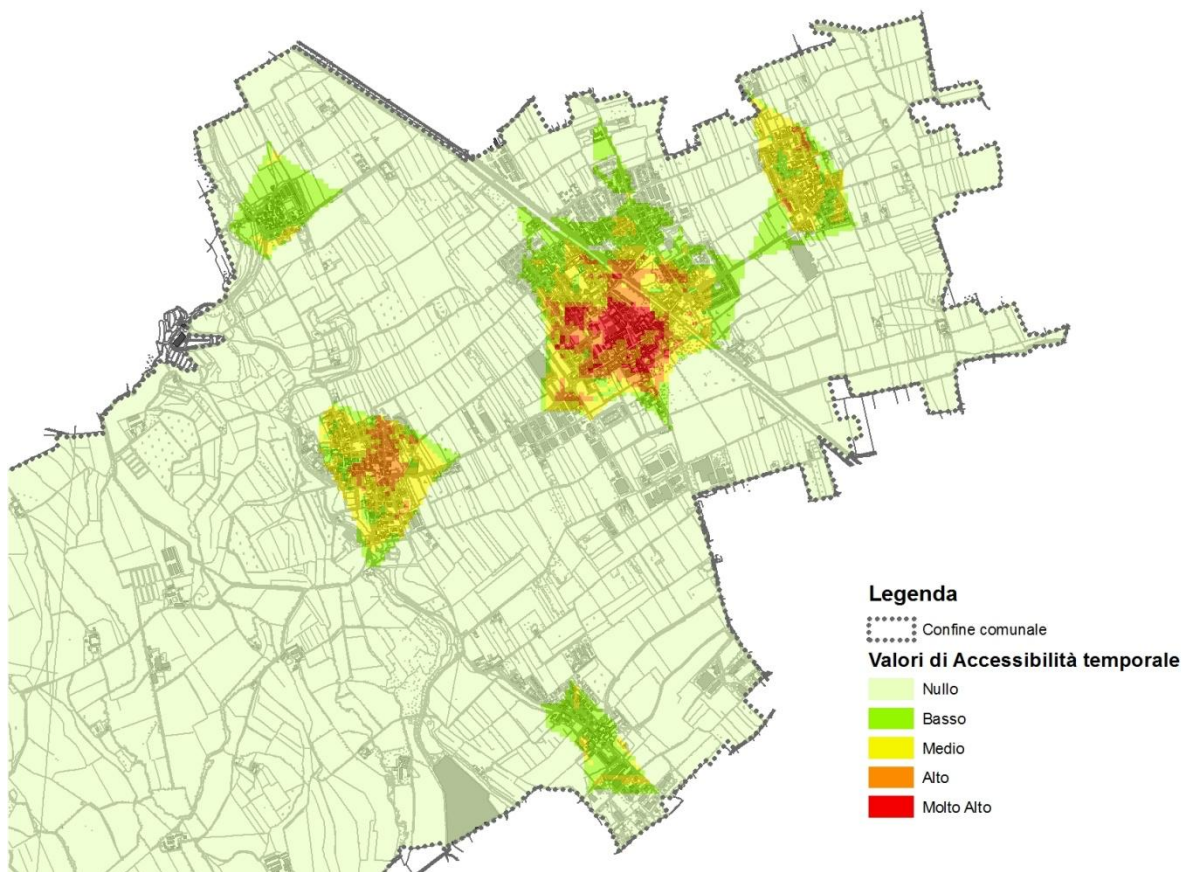 Legenda
Confine comunale
Valori di Accessibilità temporale
Nullo
Basso
Medio
Alto
Molto Alto